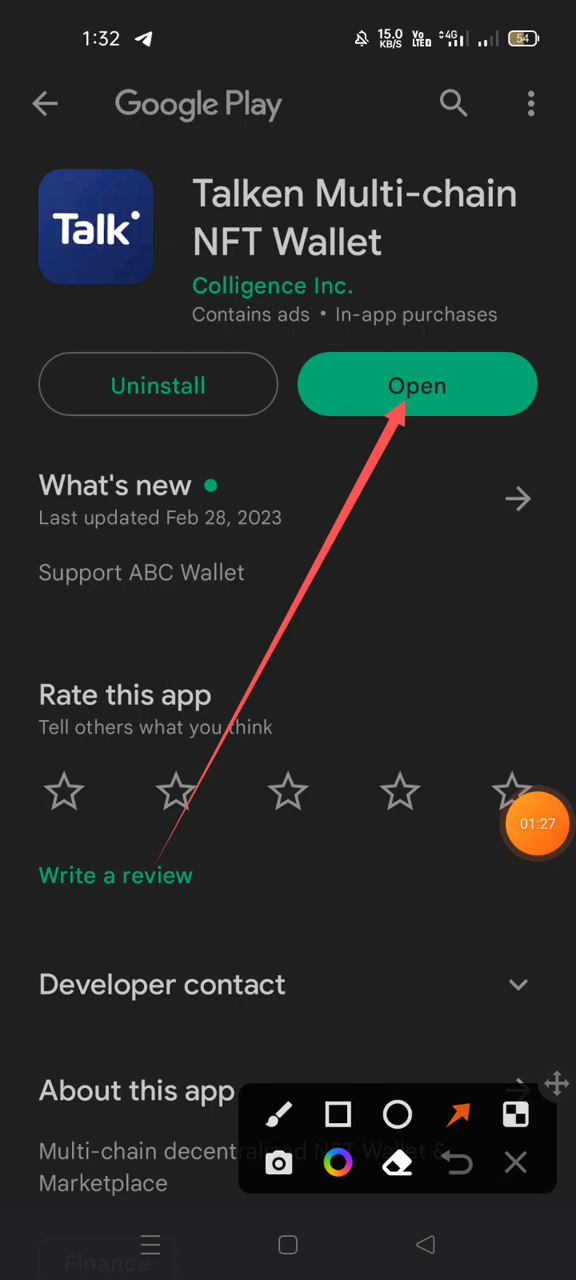 1:32
15.0
KB/S
Vo
LTED
4G
54
Google Play
Talk
Talken Multi-chain
NFT Wallet
Colligence Inc.
Contains ads • In-app purchases
Uninstall
Open
What's new
Last updated Feb 28, 2023
Support ABC Wallet
Rate this app
Tell others what you think
01:27
Write a review
Developer contact
About this app
Multi-chain decentralized NFT Wallet &
Marketplace
Finance